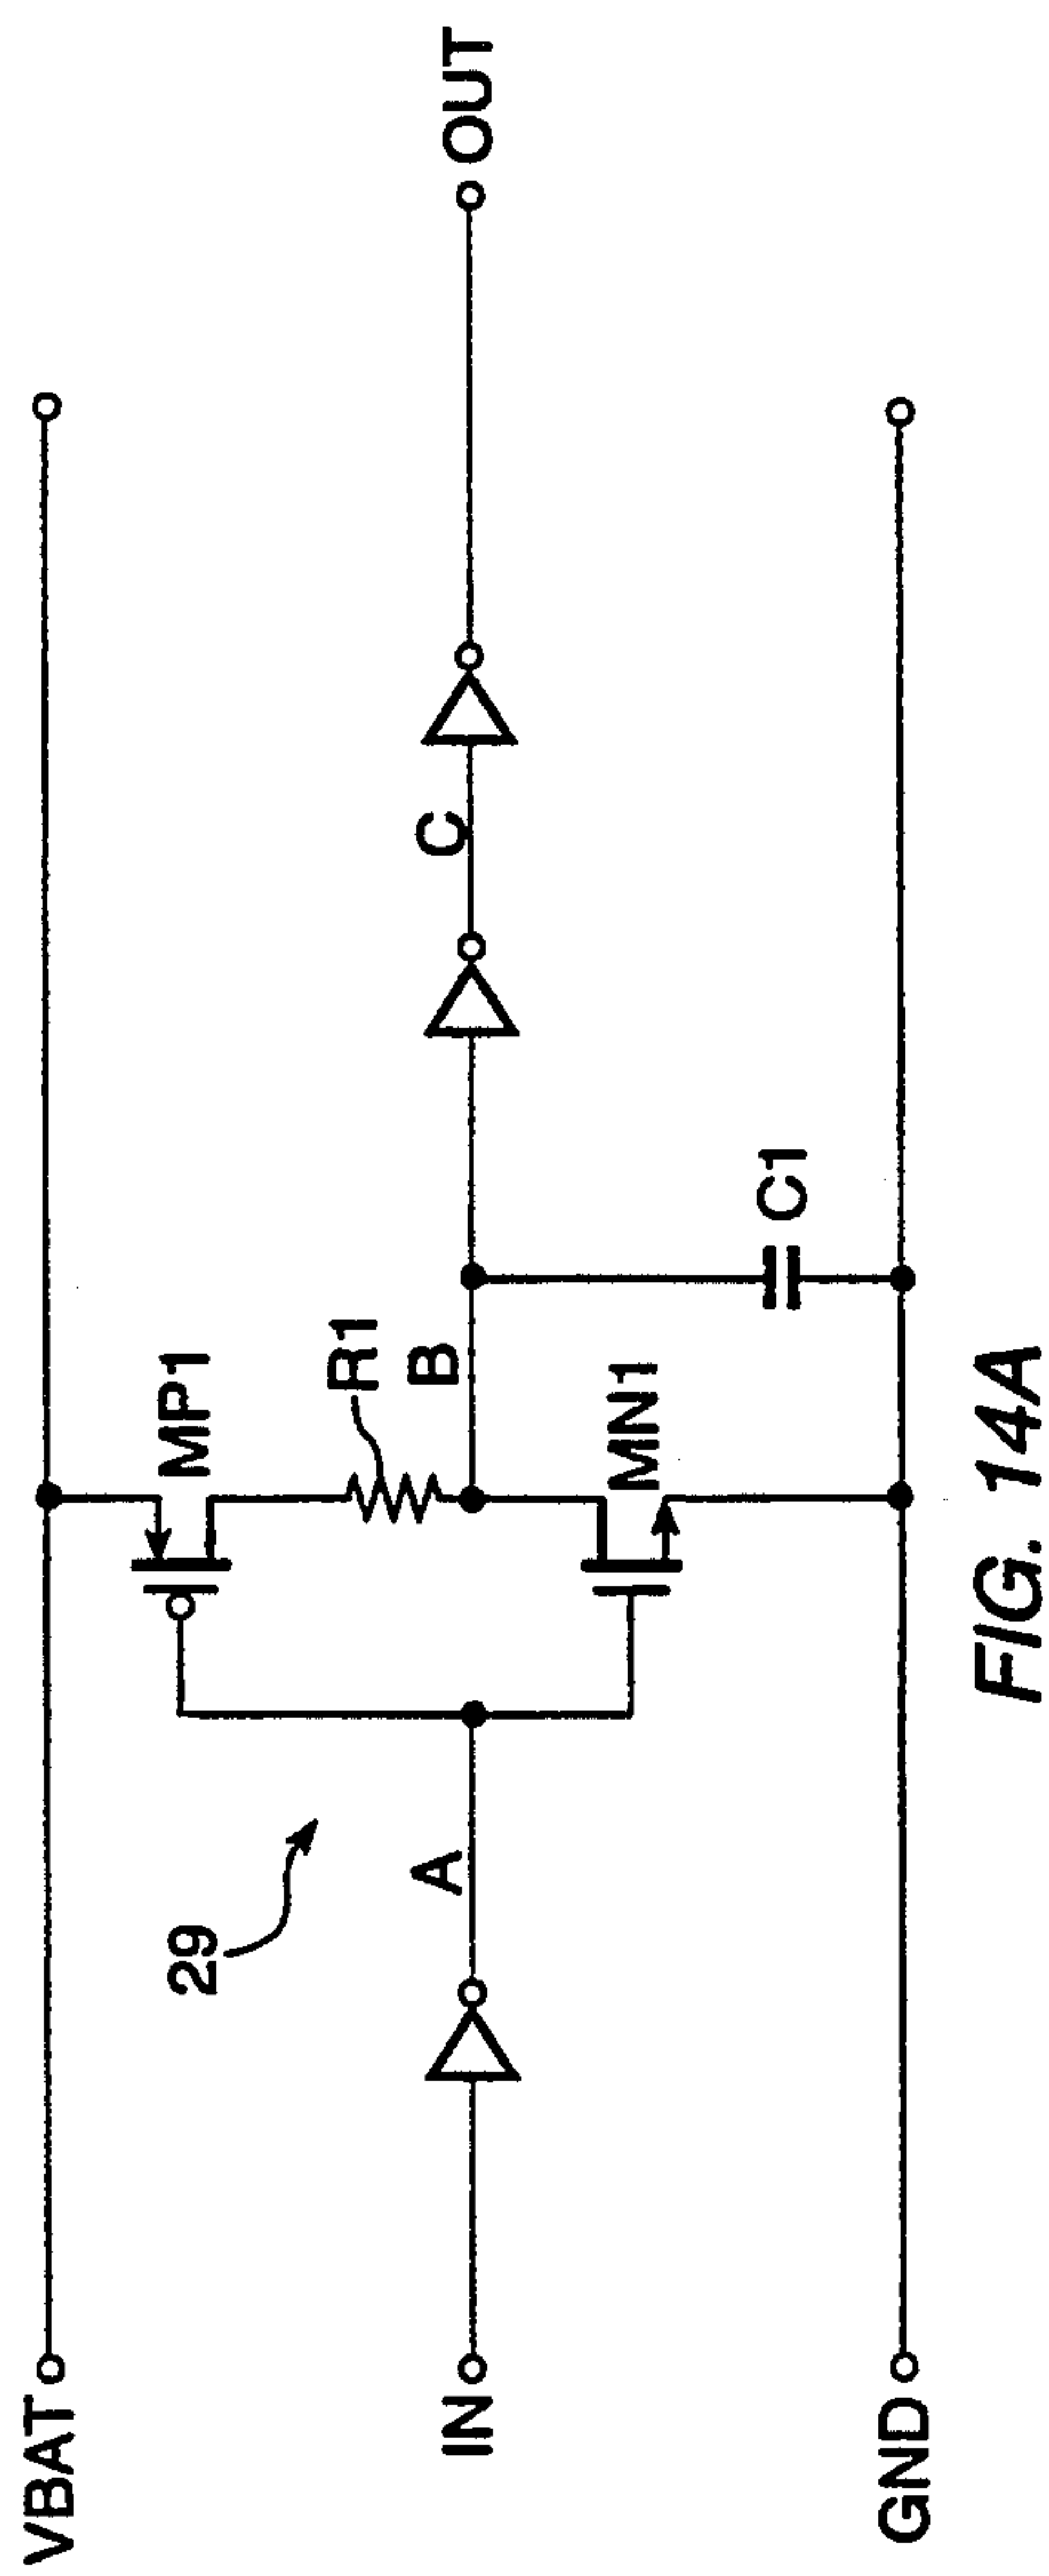 VBAT
MP1
R1
29
A
B
C
IN
OUT
MN1
C1
GND
FIG. 14A